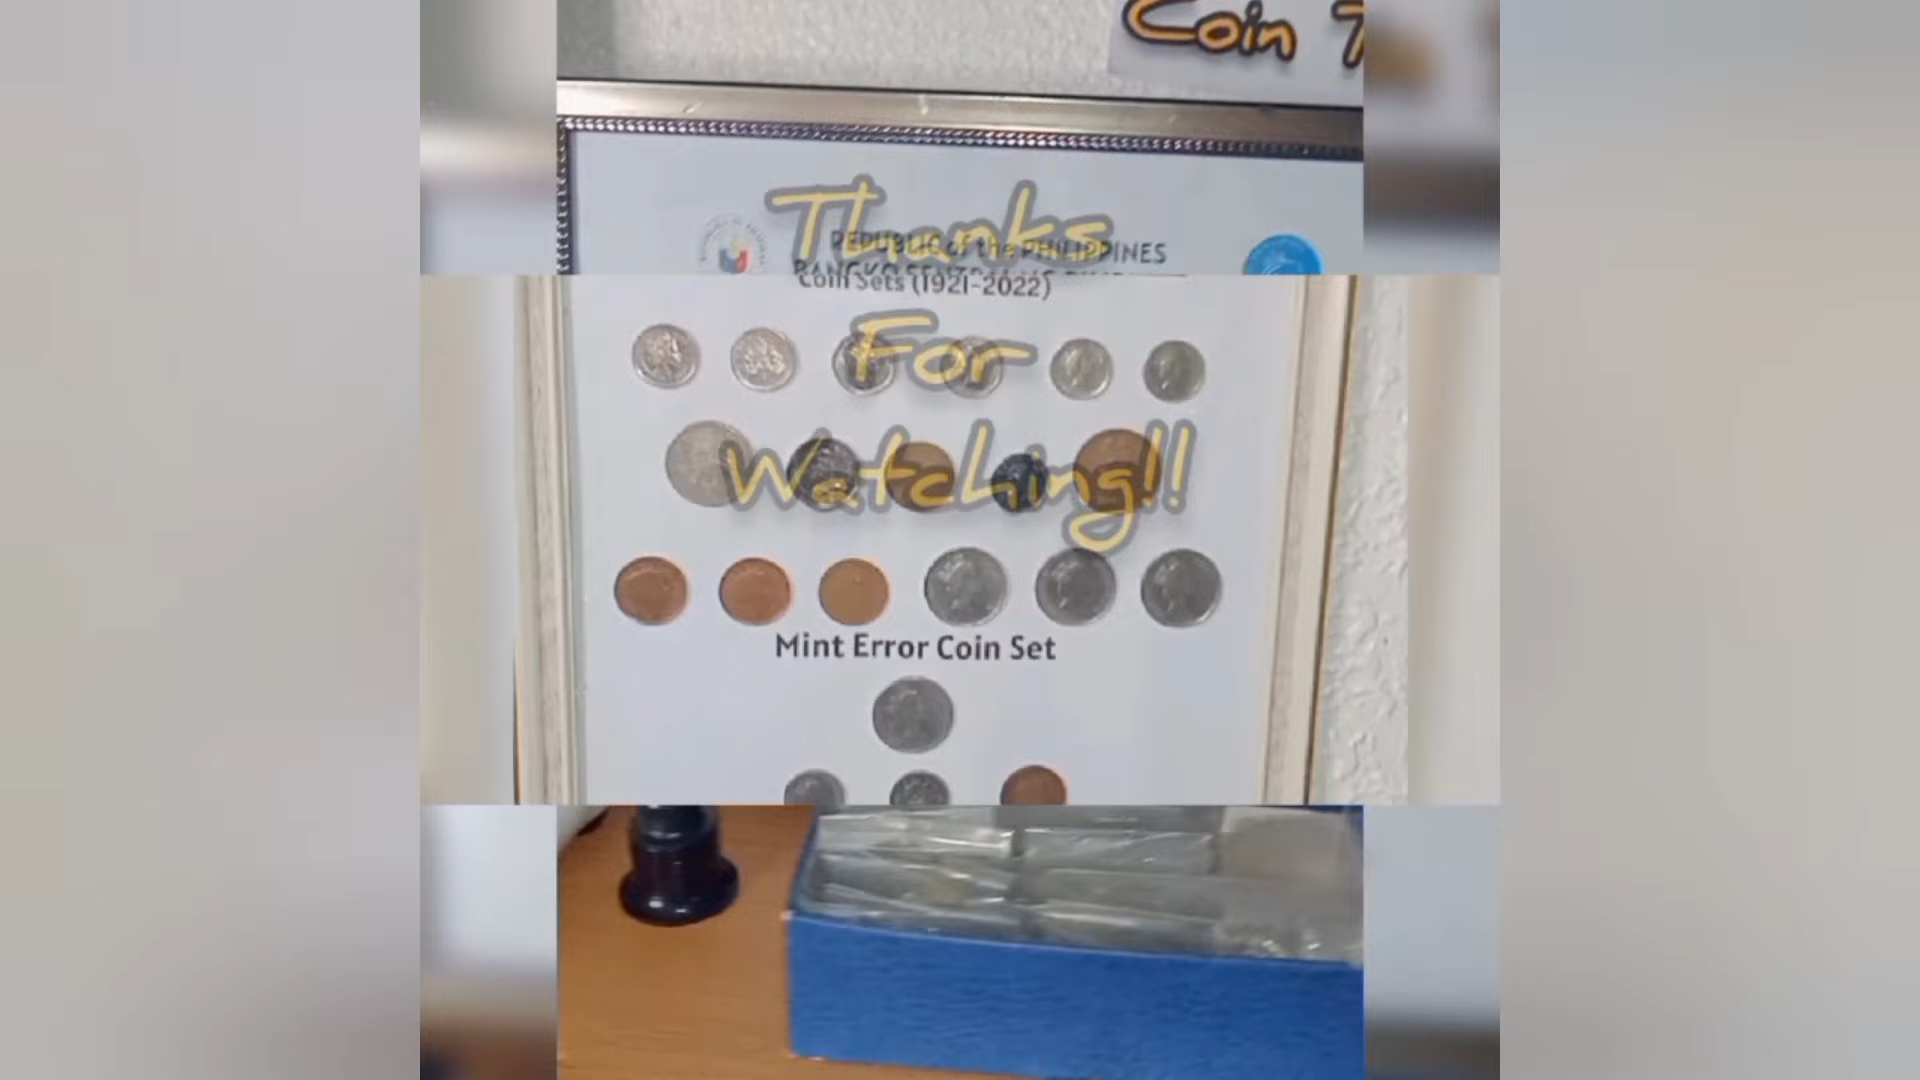 Coin
Thanks
REPUBLIC of the PHILIPPINES
Coin Sets (1921-2022)
For
Watching!!
Mint Error Coin Set